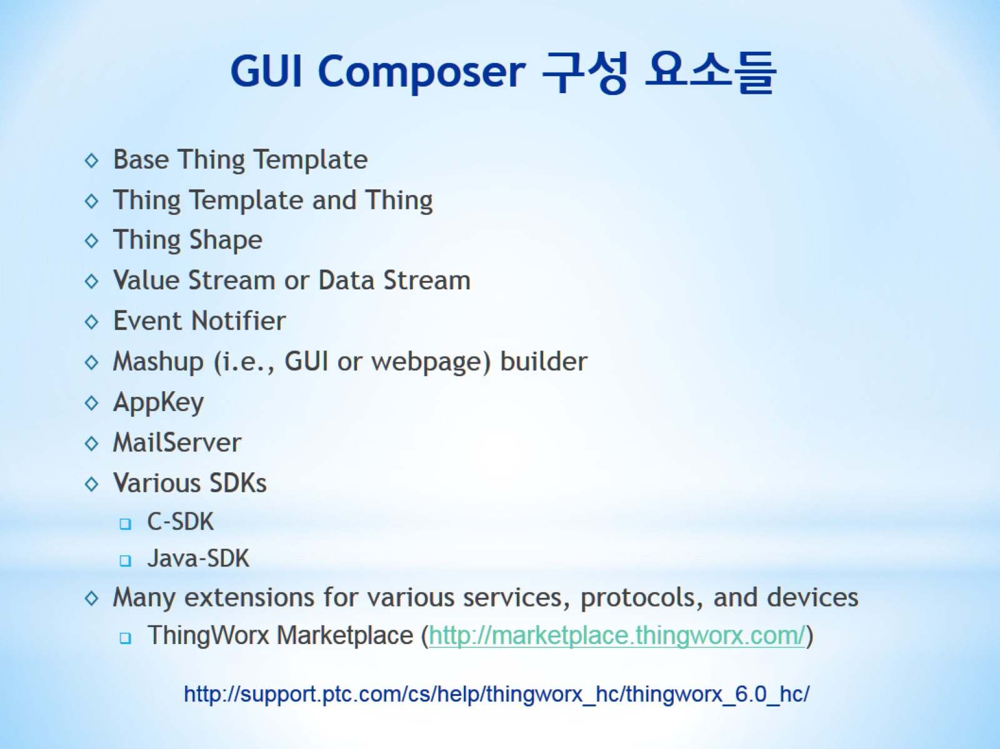 GUI Composer 구성 요소들
◇ Base Thing Template
◇ Thing Template and Thing
◇ Thing Shape
◇ Value Stream or Data Stream
◇ Event Notifier
◇ Mashup (i.e., GUI or webpage) builder
◇ AppKey
◇ MailServer
◇ Various SDKs
❑ C-SDK
❑ Java-SDK
◇ Many extensions for various services, protocols, and devices
❑ ThingWorx Marketplace (http://marketplace.thingworx.com/)
http://support.ptc.com/cs/help/thingworx_hc/thingworx_6.0_hc/